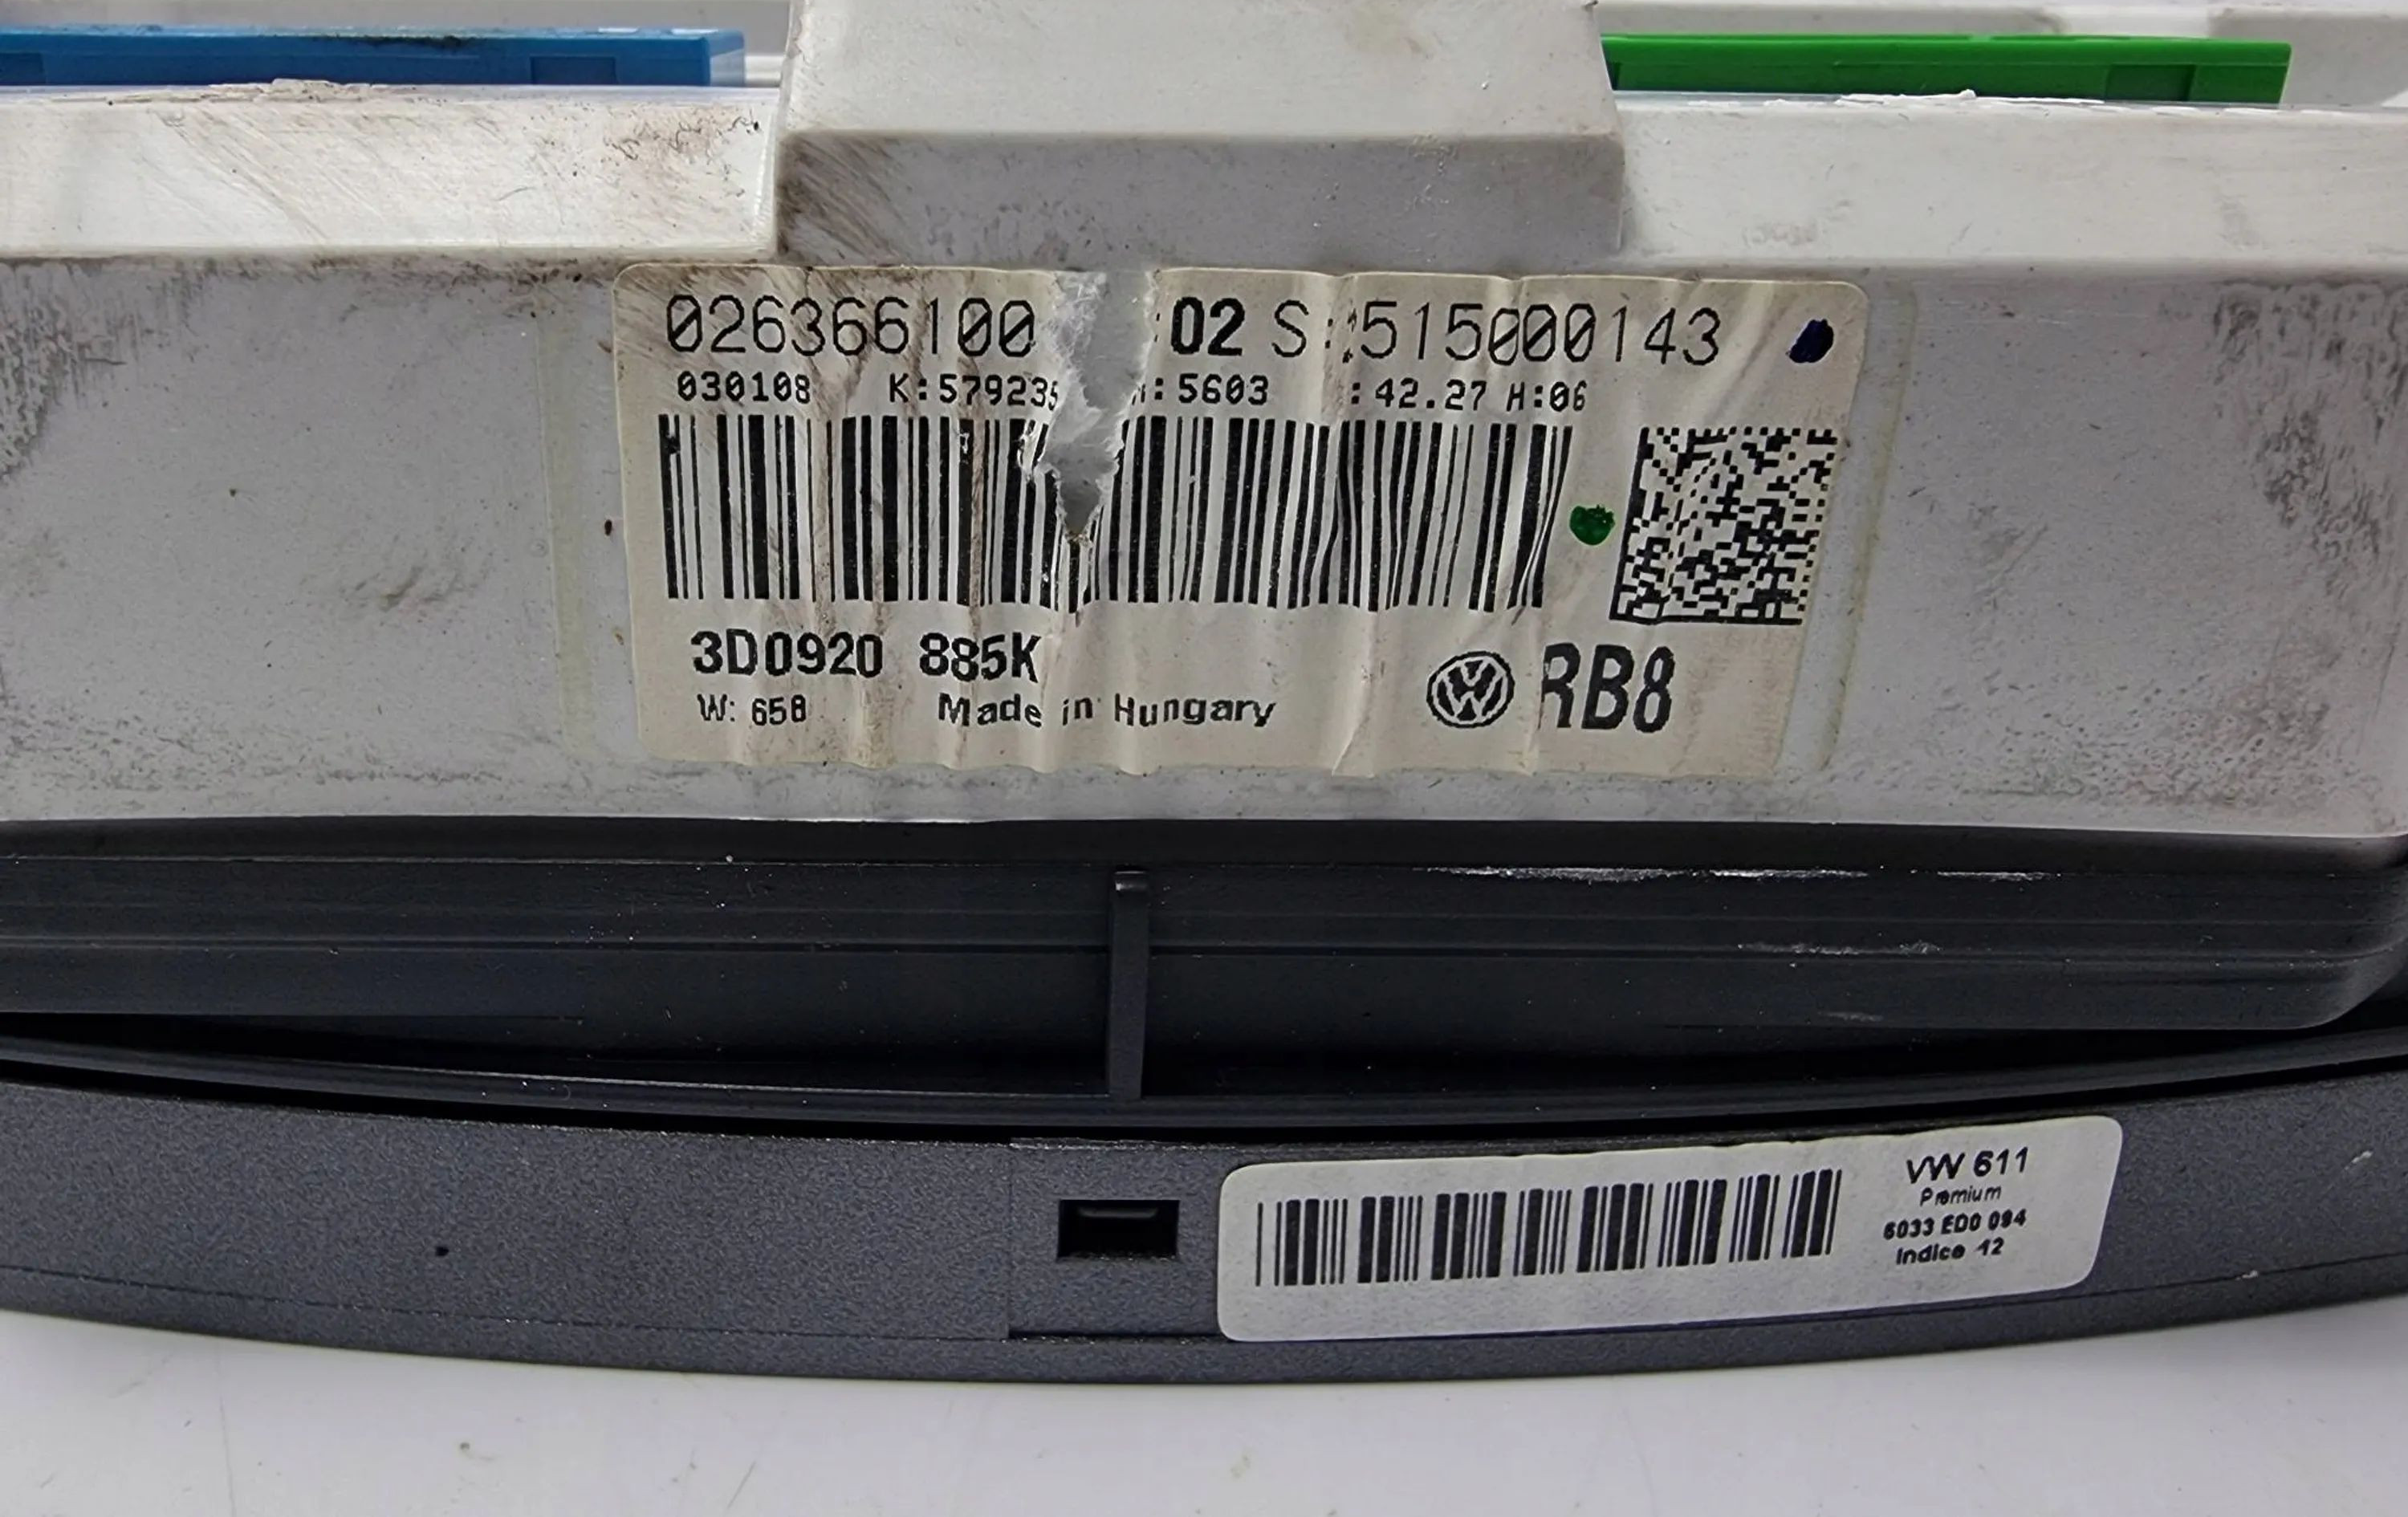 026366100 02 S:515000143
030108 K:57923 :5603 :42.27 H:06
3D0920 885K
RB8
W: 658 Made in Hungary
VW 611
Premium
6033 ED0 094
Indice 12